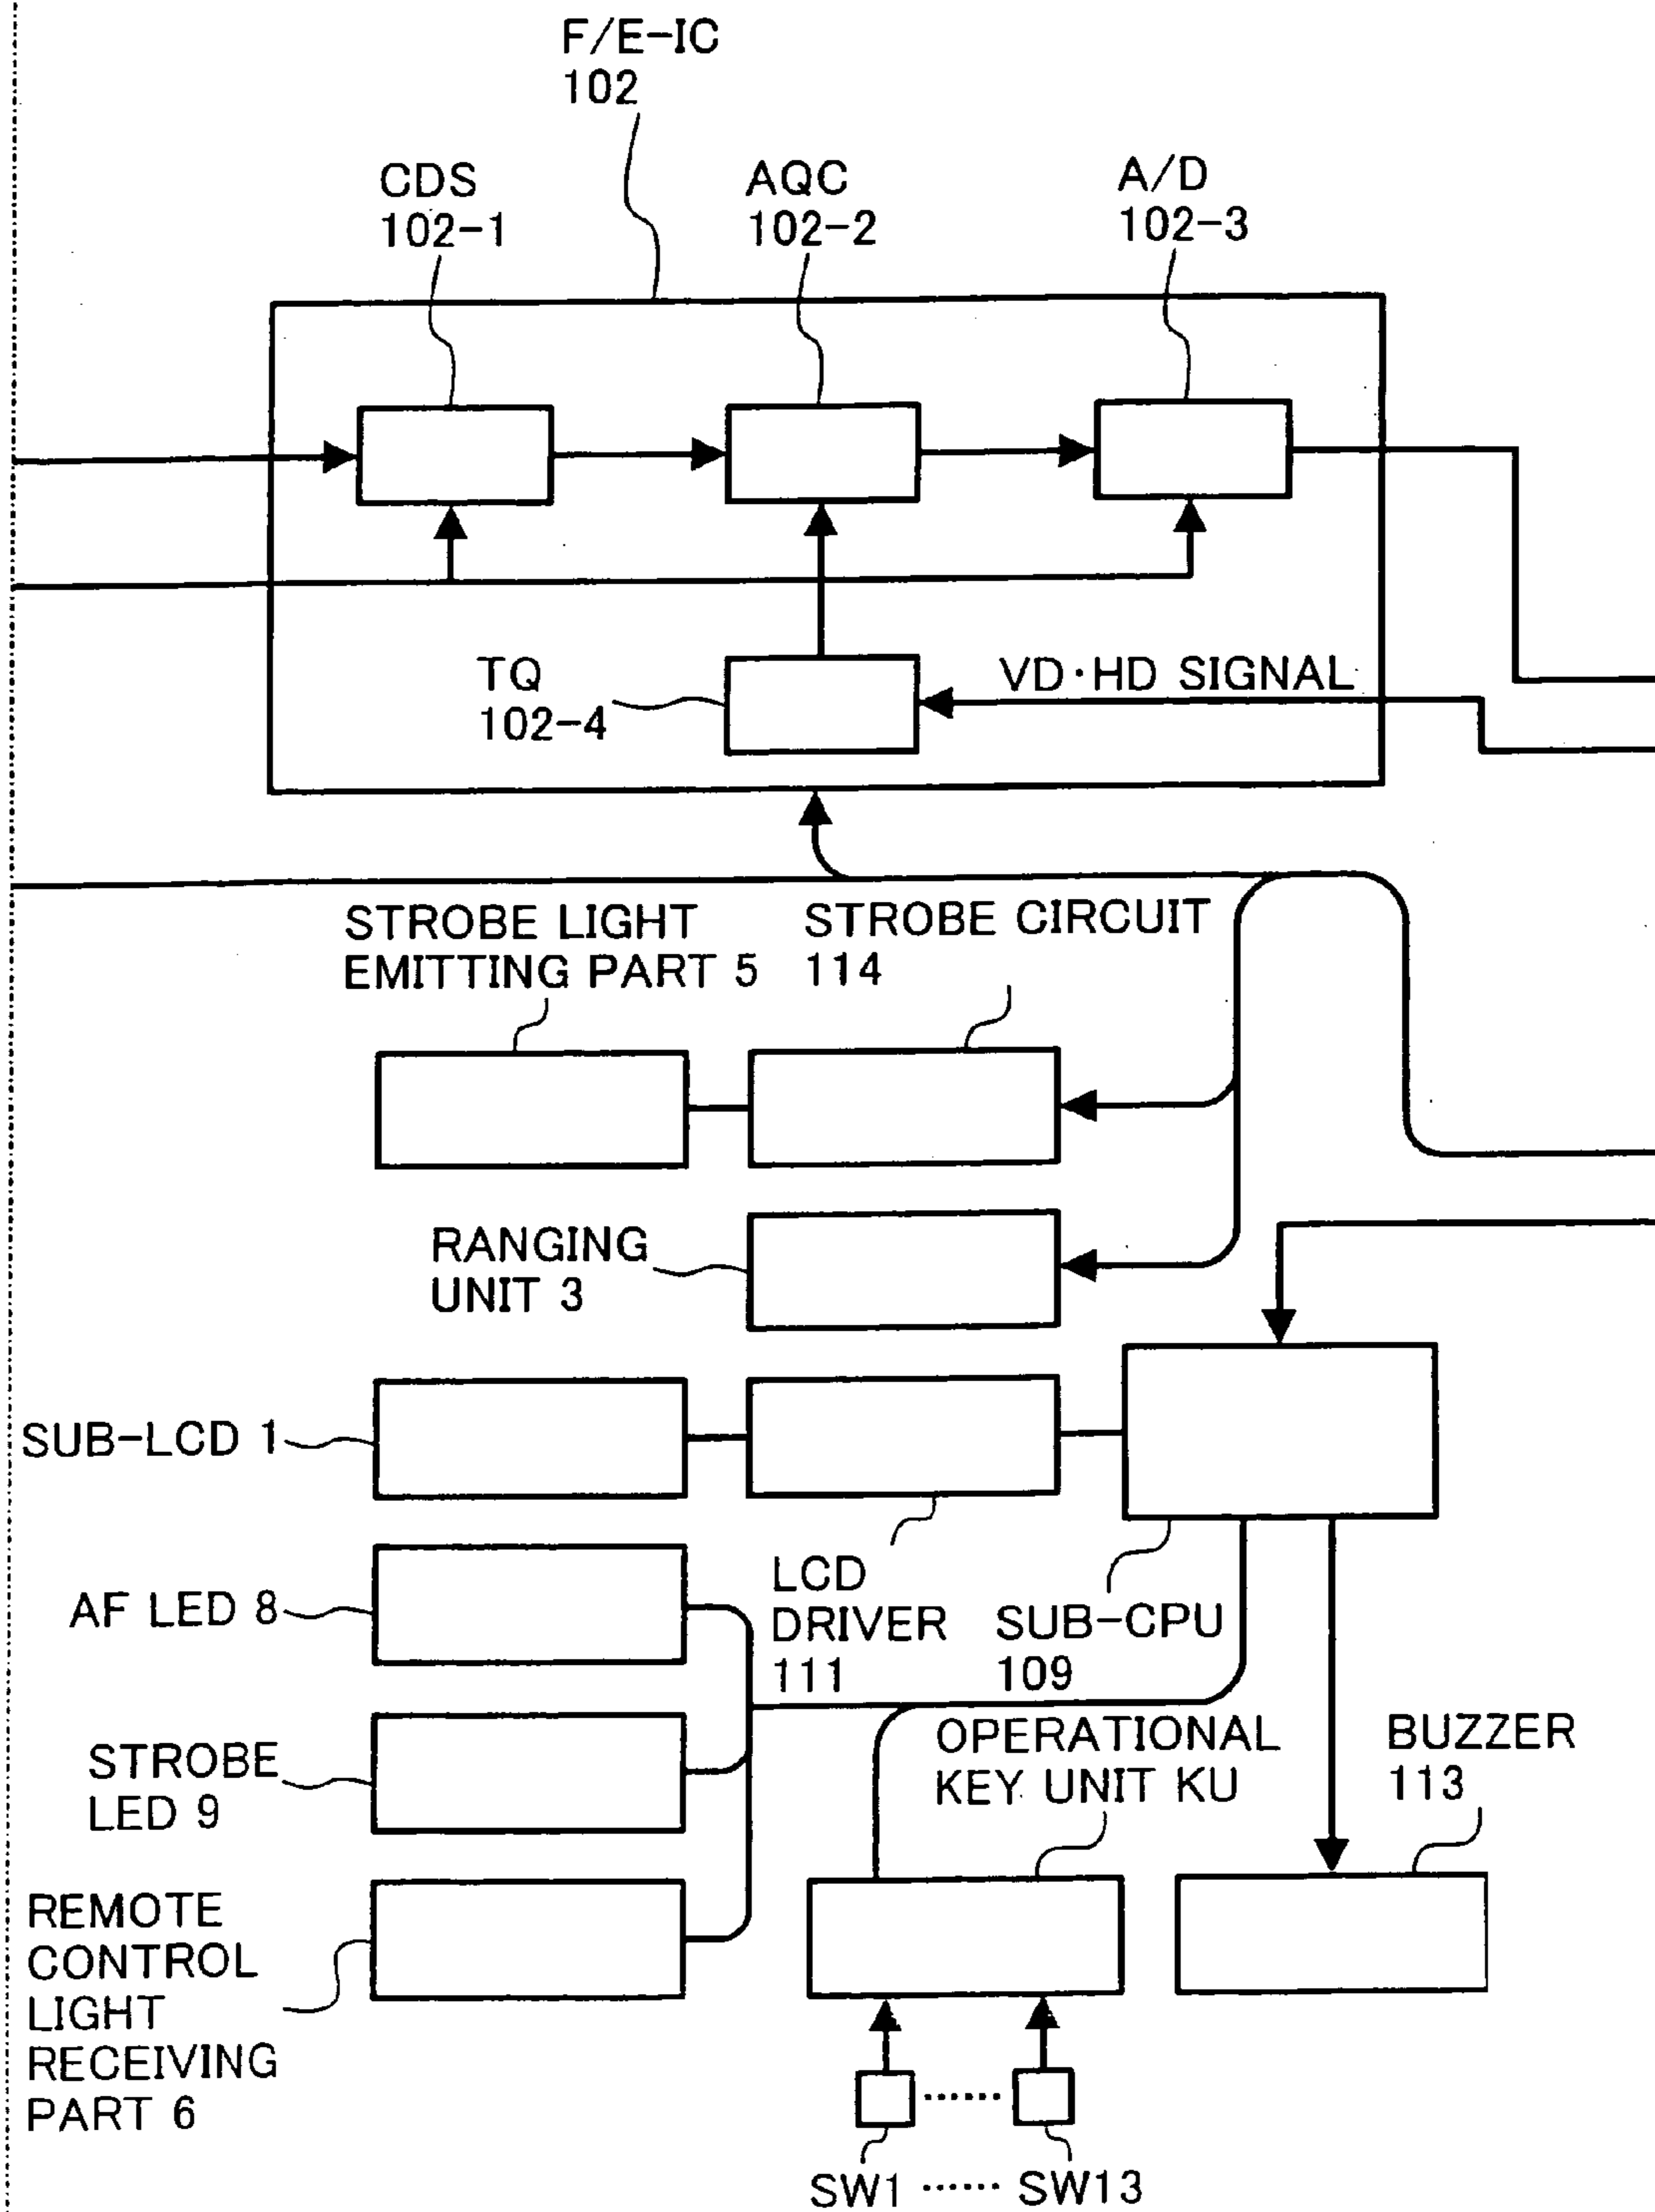 F/E-IC
102
CDS
102-1
AQC
102-2
A/D
102-3
TQ
102-4
VD·HD SIGNAL
STROBE LIGHT
EMITTING PART 5
STROBE CIRCUIT
114
RANGING
UNIT 3
SUB-LCD 1
LCD
DRIVER
111
SUB-CPU
109
AF LED 8
STROBE
LED 9
OPERATIONAL
KEY UNIT KU
BUZZER
113
REMOTE
CONTROL
LIGHT
RECEIVING
PART 6
SW1 ...... SW13